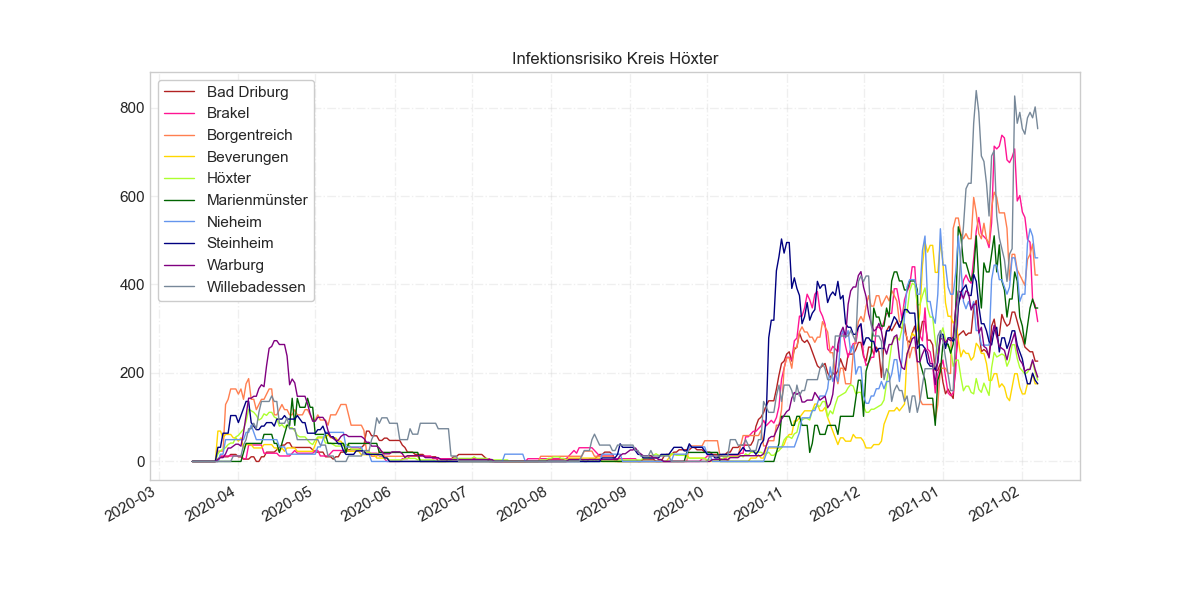 Infektionsrisiko Kreis Höxter
Bad Driburg
Brakel
Borgentreich
Beverungen
Höxter
Marienmünster
Nieheim
Steinheim
Warburg
Willebadessen
800
600
400
200
0
2020-03
2020-04
2020-05
2020-06
2020-07
2020-08
2020-09
2020-10
2020-11
2020-12
2021-01
2021-02